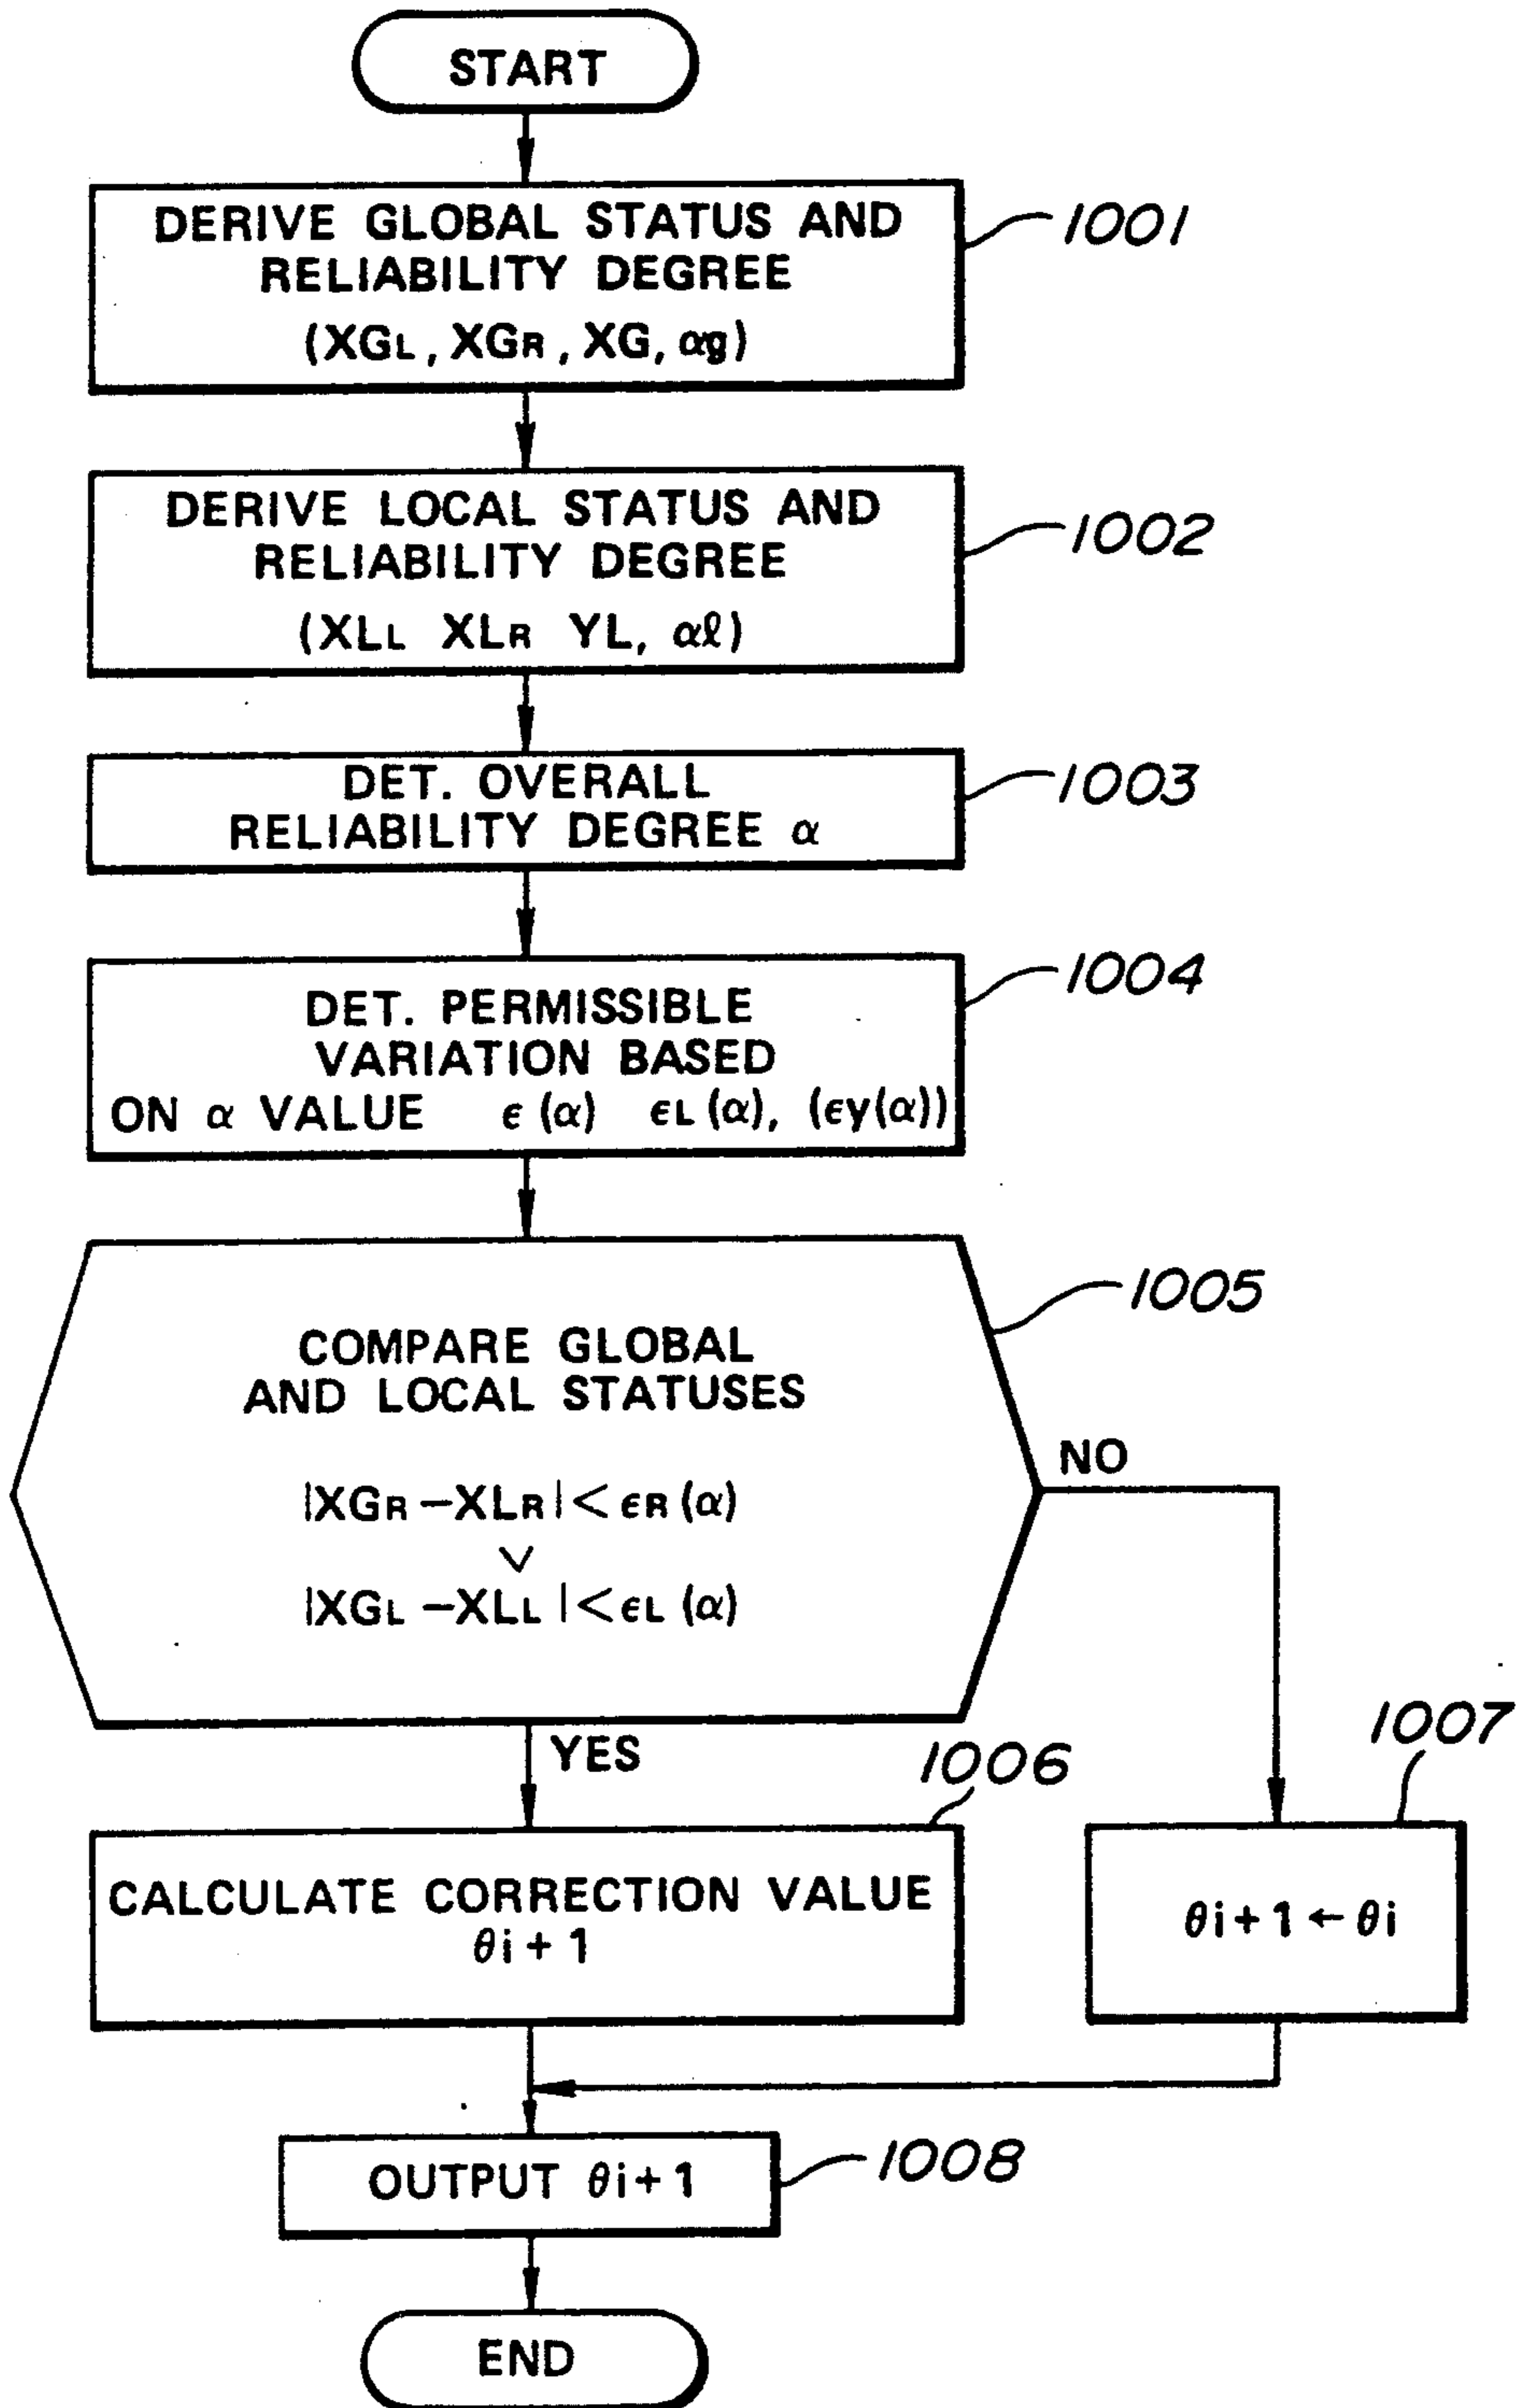 START
DERIVE GLOBAL STATUS AND
RELIABILITY DEGREE
(XGL, XGR, XG, αg)
1001
DERIVE LOCAL STATUS AND
RELIABILITY DEGREE
(XLL XLR YL, αℓ)
1002
DET. OVERALL
RELIABILITY DEGREE α
1003
DET. PERMISSIBLE
VARIATION BASED
ON α VALUE ϵ (α) ϵL (α), (ϵy(α))
1004
COMPARE GLOBAL
AND LOCAL STATUSES
|XGR −XLR| < ϵR (α)
∨
|XGL −XLL| < ϵL (α)
1005
NO
YES
1006
CALCULATE CORRECTION VALUE
θi + 1
1007
θi + 1 ← θi
OUTPUT θi+1
1008
END